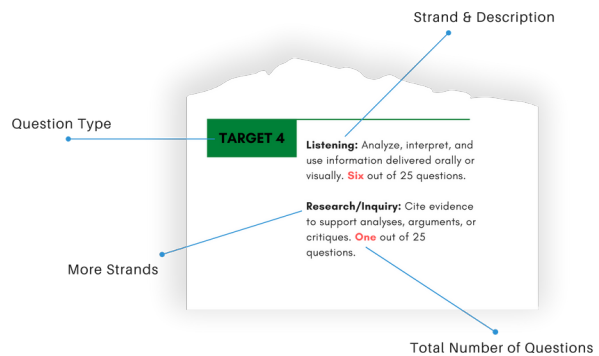 Strand & Description
Question Type
TARGET 4
Listening: Analyze, interpret, and
use information delivered orally or
visually. Six out of 25 questions.
Research/Inquiry: Cite evidence
to support analyses, arguments, or
critiques. One out of 25
questions.
More Strands
Total Number of Questions